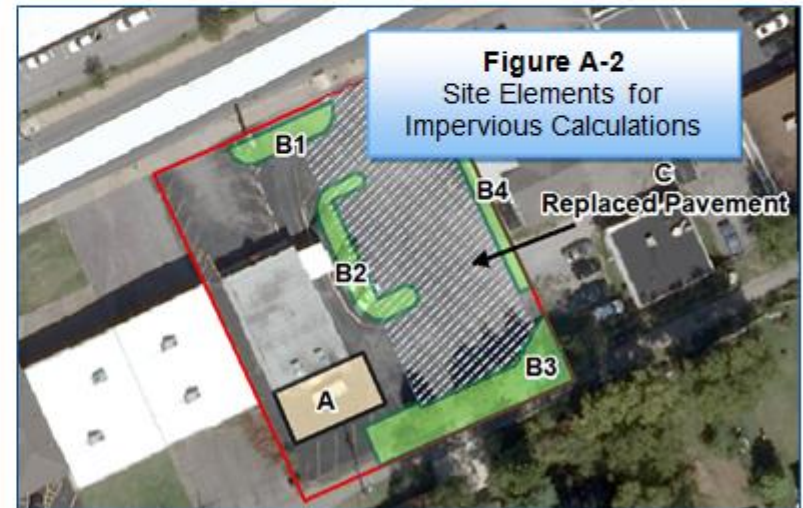 Figure A-2
Site Elements for
Impervious Calculations
B1
B4
C
Replaced Pavement
B2
B3
A